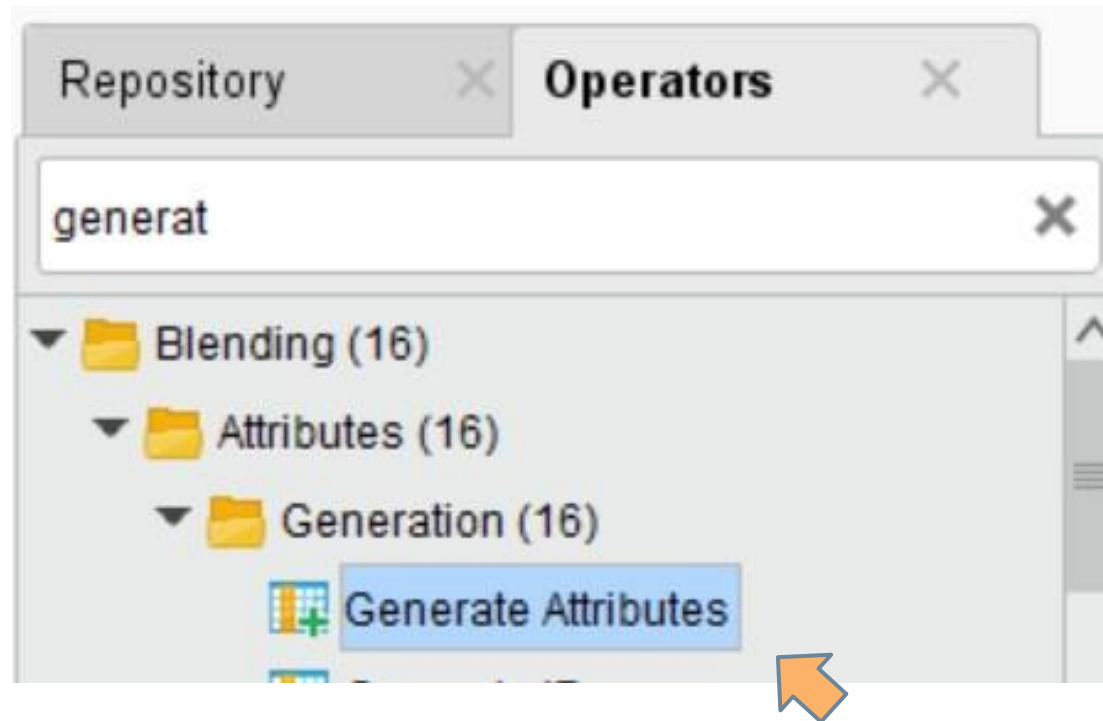 Repository
Operators
generat
Blending (16)
Attributes (16)
Generation (16)
Generate Attributes